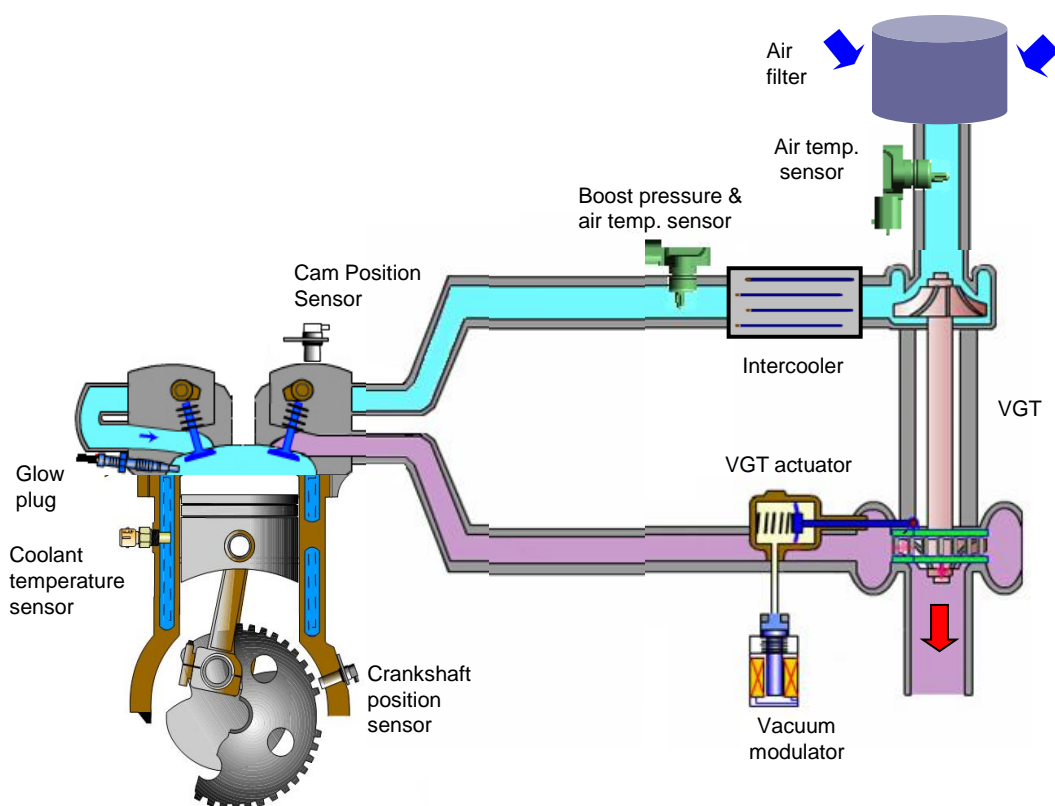 Air
filter
Air temp.
sensor
Boost pressure &
air temp. sensor
Cam Position
Sensor
Intercooler
VGT
VGT actuator
Glow
plug
Coolant
temperature
sensor
Crankshaft
position
sensor
Vacuum
modulator